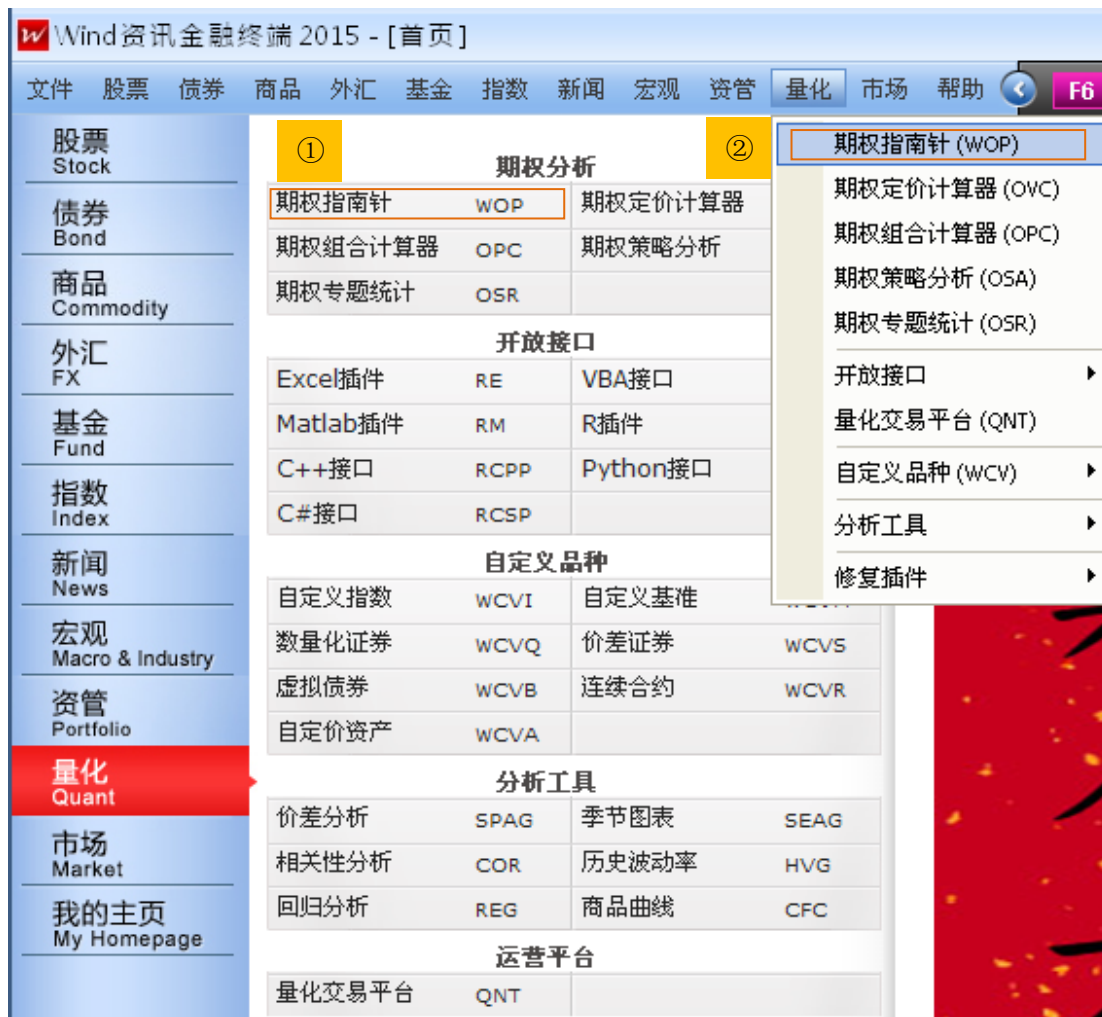 Wind资讯金融终端 2015 - [首页]
文件 股票 债券 商品 外汇 基金 指数 新闻 宏观 资管 量化 市场 帮助 F6
股票
Stock
债券
Bond
商品
Commodity
外汇
FX
基金
Fund
指数
Index
新闻
News
宏观
Macro & Industry
资管
Portfolio
量化
Quant
市场
Market
我的主页
My Homepage
①
期权分析
期权指南针 WOP 期权定价计算器
期权组合计算器 OPC 期权策略分析
期权专题统计 OSR
开放接口
Excel插件 RE VBA接口
Matlab插件 RM R插件
C++接口 RCPP Python接口
C#接口 RCSP
自定义品种
自定义指数 WCVI 自定义基准
数量化证券 WCVQ 价差证券 WCVS
虚拟债券 WCVB 连续合约 WCVR
自定价资产 WCVA
分析工具
价差分析 SPAG 季节图表 SEAG
相关性分析 COR 历史波动率 HVG
回归分析 REG 商品曲线 CFC
运营平台
量化交易平台 QNT
②
期权指南针 (WOP)
期权定价计算器 (OVC)
期权组合计算器 (OPC)
期权策略分析 (OSA)
期权专题统计 (OSR)
开放接口
量化交易平台 (QNT)
自定义品种 (WCV)
分析工具
修复插件